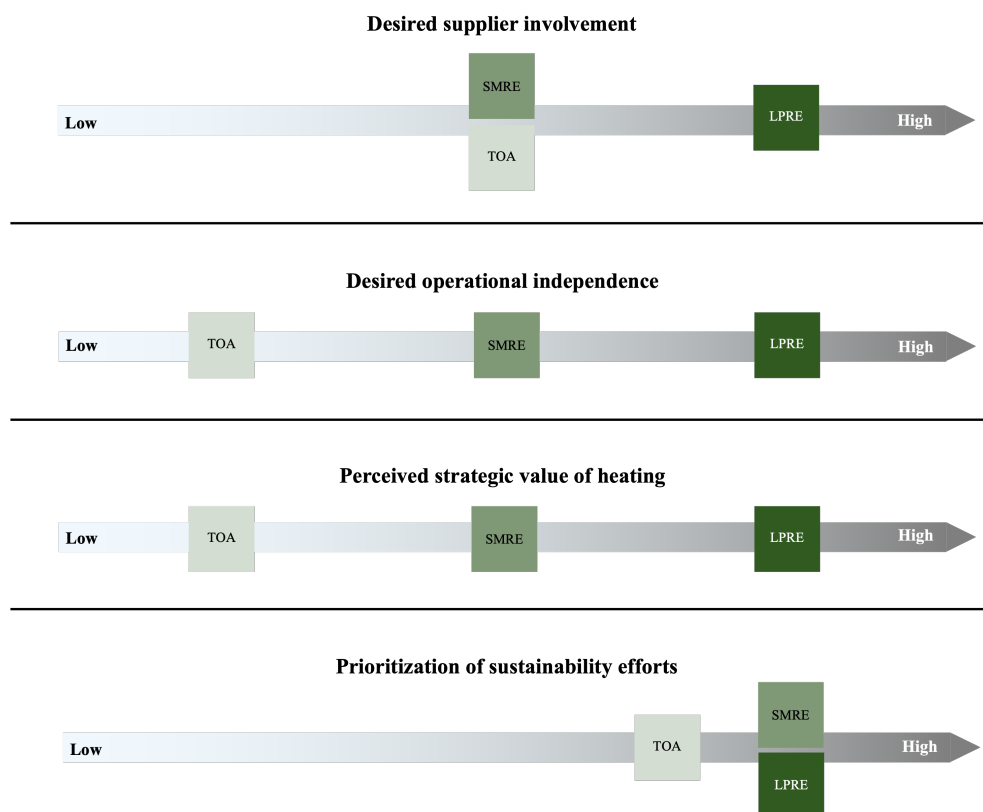 Desired supplier involvement
SMRE
LPRE
Low
High
TOA
Desired operational independence
TOA
SMRE
LPRE
Low
High
Perceived strategic value of heating
TOA
SMRE
LPRE
Low
High
Prioritization of sustainability efforts
SMRE
TOA
Low
High
LPRE